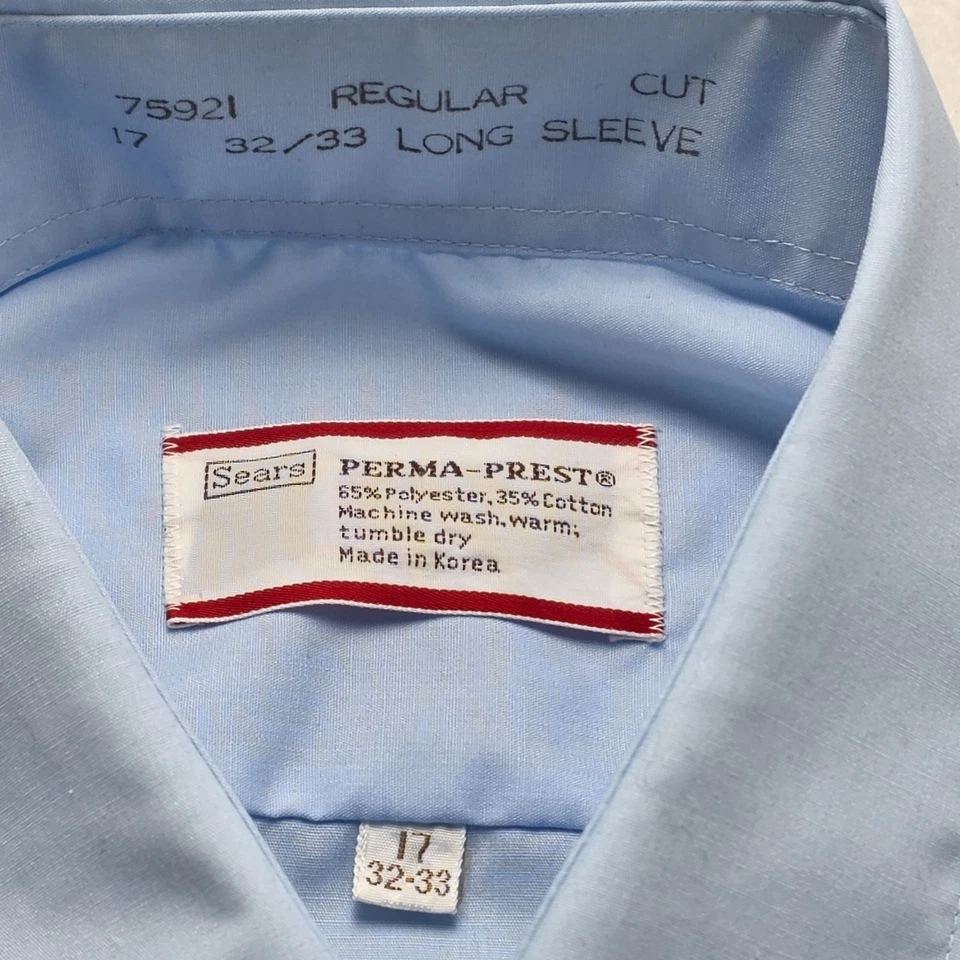 75921 REGULAR CUT
17 32/33 LONG SLEEVE
Sears PERMA-PREST®
65% Polyester, 35% Cotton
Machine wash, warm;
tumble dry
Made in Korea
17
32-33